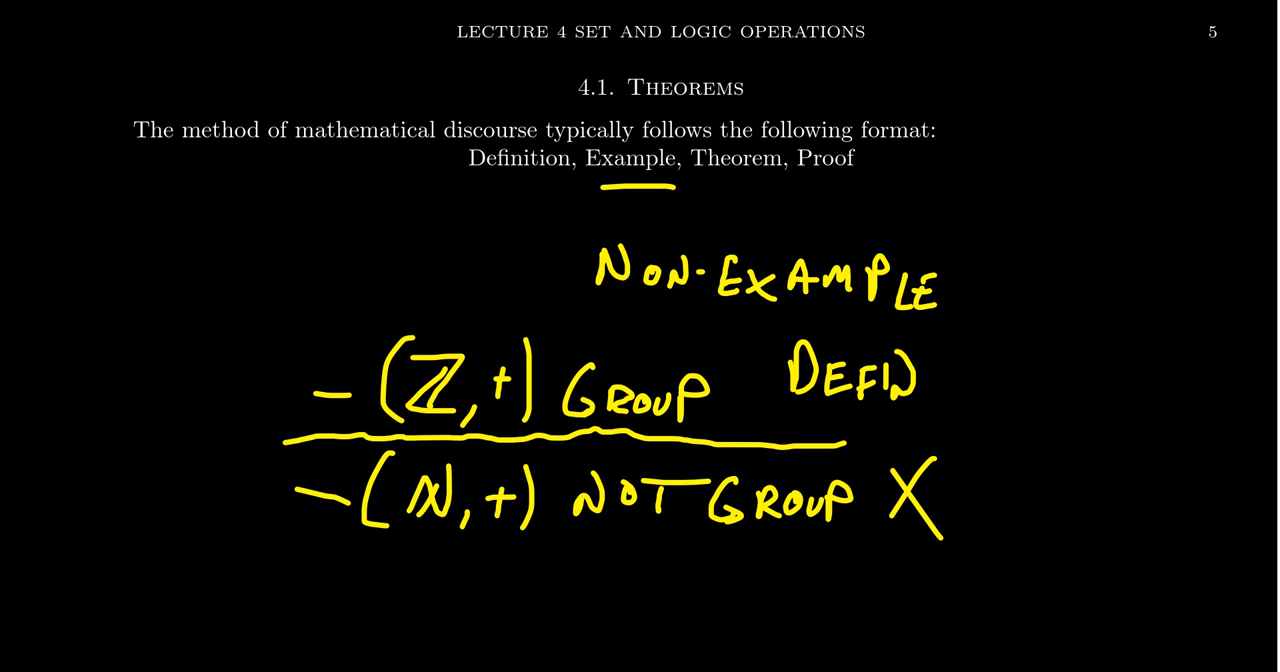 LECTURE 4 SET AND LOGIC OPERATIONS 5
4.1. THEOREMS
The method of mathematical discourse typically follows the following format:
Definition, Example, Theorem, Proof
NON-EXAMPLE
- (ℤ, +) GROUP DEFIN
- (ℕ, +) NOT GROUP X